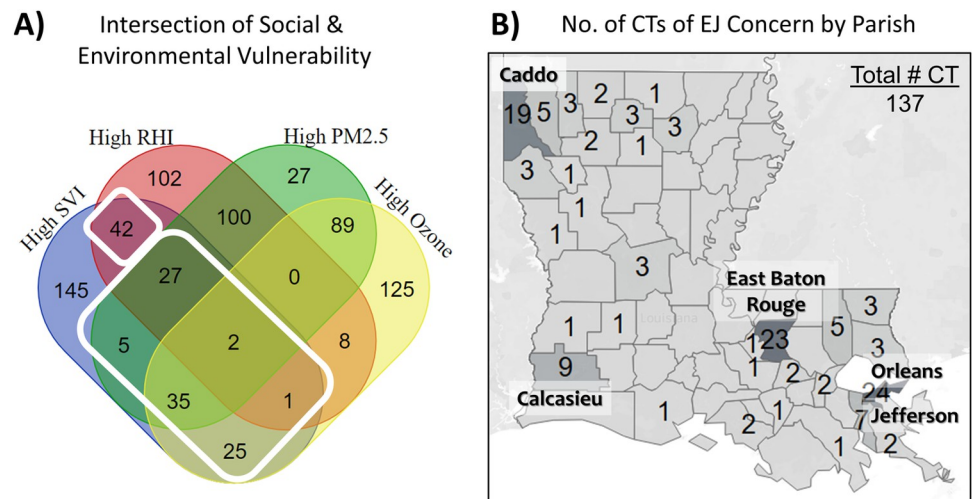 A)
Intersection of Social &
Environmental Vulnerability
High RHI
High PM2.5
High SVI
High Ozone
102
27
42
100
89
145
27
0
125
5
2
8
35
1
25
B)
No. of CTs of EJ Concern by Parish
Caddo
Total # CT
137
19 5 3 2 1
3 3
2 1
3 1
1
1
3
East Baton
Rouge
3
1 1 5
1 23
3
9 1 2 2
Orleans
24
Calcasieu
7 Jefferson
1 2 1
1 2
Louisiana